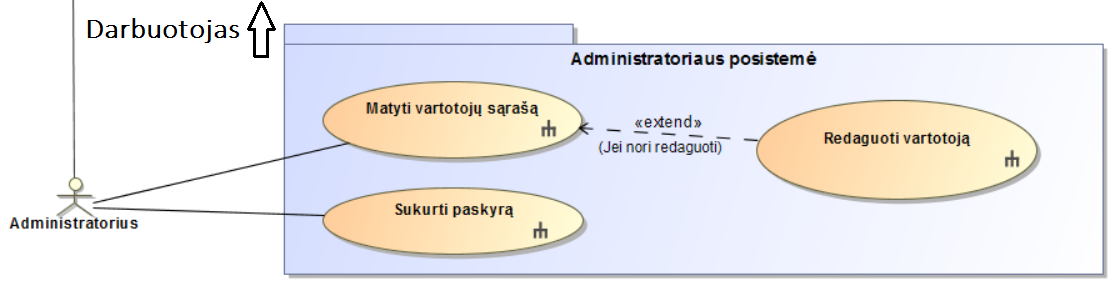 Darbuotojas
Administratoriaus posistemė
Matyti vartotojų sąrašą
«extend»
(Jei nori redaguoti)
Redaguoti vartotoją
Sukurti paskyrą
Administratorius